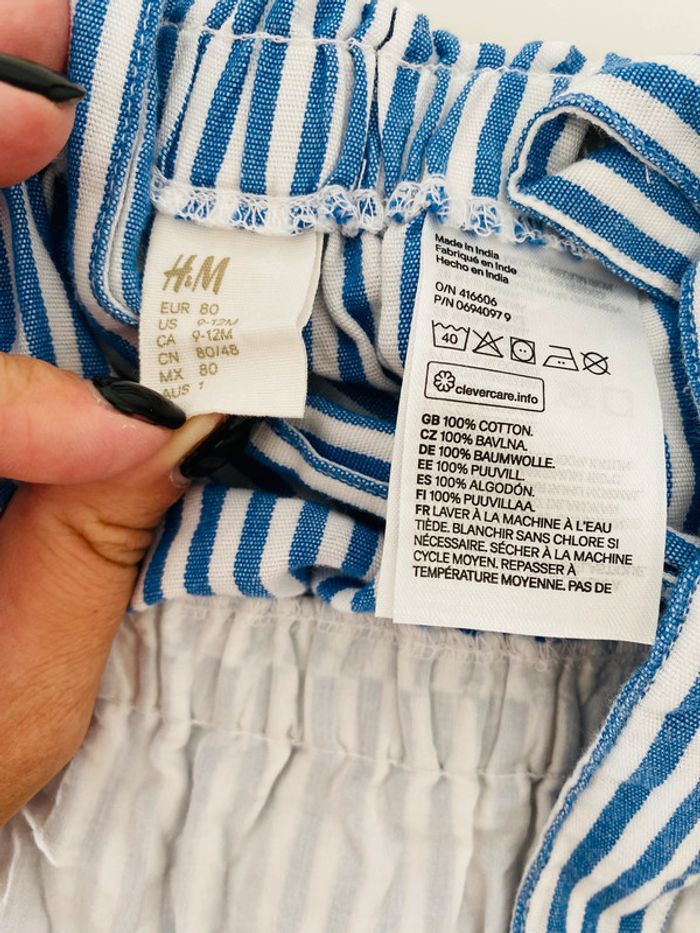 H&M
EUR 80
US 9-12M
CA 9-12M
CN 80/48
MX 80
AUS 1
Made in India
Fabriqué en Inde
Hecho en India
O/N 416606
P/N 0694097 9
40
clevercare.info
GB 100% COTTON.
CZ 100% BAVLNA.
DE 100% BAUMWOLLE.
EE 100% PUUVILL.
ES 100% ALGODÓN.
FI 100% PUUVILLAA.
FR LAVER À LA MACHINE À L'EAU
TIÈDE. BLANCHIR SANS CHLORE SI
NÉCESSAIRE. SÉCHER À LA MACHINE
CYCLE MOYEN. REPASSER À
TEMPÉRATURE MOYENNE. PAS DE